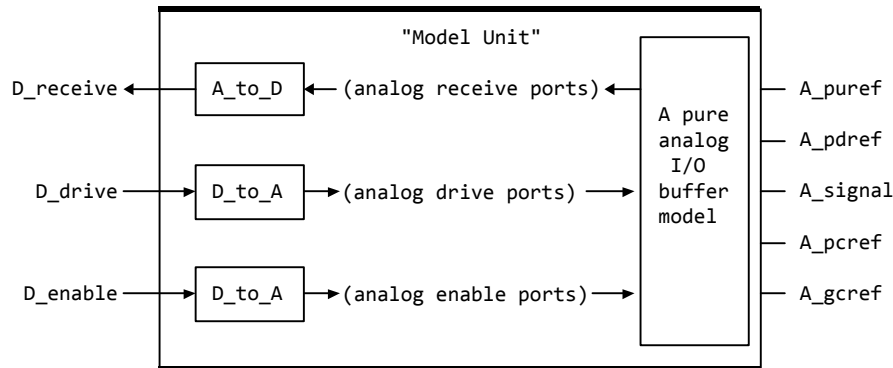 "Model Unit"
D_receive
A_to_D
(analog receive ports)
D_drive
D_to_A
(analog drive ports)
D_enable
D_to_A
(analog enable ports)
A pure
analog
I/O
buffer
model
A_puref
A_pdref
A_signal
A_pcref
A_gcref